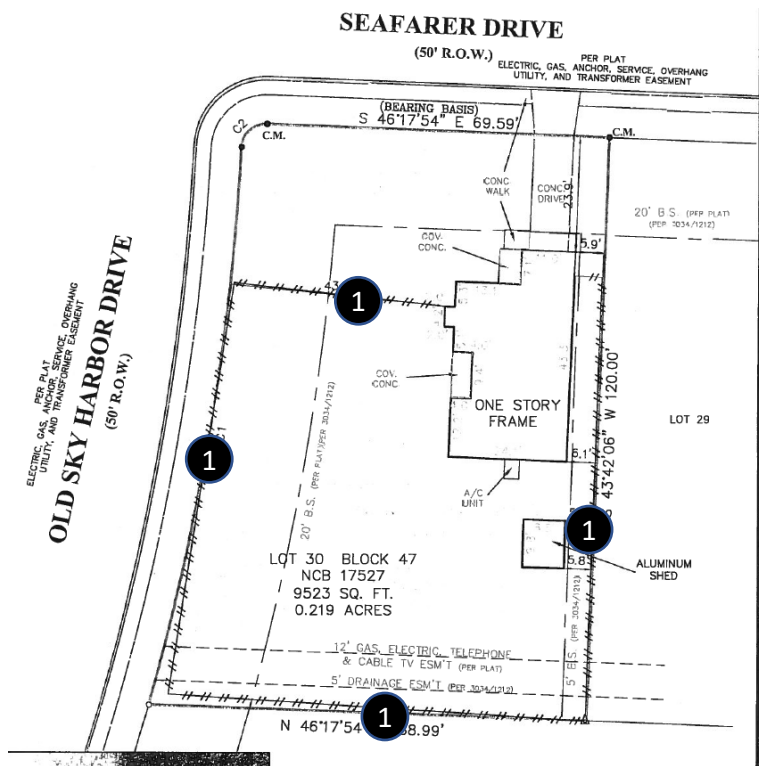 SEAFARER DRIVE
(50' R.O.W.)
PER PLAT
ELECTRIC, GAS, ANCHOR, SERVICE, OVERHANG
UTILITY, AND TRANSFORMER EASEMENT
(BEARING BASIS)
S 46°17'54" E 69.59'
C2
C.M.
C.M.
CONC.
WALK
CONC.
DRIVE
23.9'
20' B.S. (PER PLAT)
(PER 3034/1212)
COV.
CONC.
5.9'
43
1
PER PLAT
ELECTRIC, GAS, ANCHOR, SERVICE, OVERHANG
UTILITY, AND TRANSFORMER EASEMENT
OLD SKY HARBOR DRIVE
(50' R.O.W.)
COV.
CONC
ONE STORY
FRAME
43°42'06" W 120.00'
LOT 29
20' B.S. (PER PLAT)(PER 3034/1212)
1
5.1'
A/C
UNIT
1
ALUMINUM
SHED
5.8'
LOT 30 BLOCK 47
NCB 17527
9523 SQ. FT.
0.219 ACRES
5' B.S. (PER 3034/1212)
12' GAS, ELECTRIC, TELEPHONE
& CABLE TV ESM'T (PER PLAT)
5' DRAINAGE ESM'T (PER 3034/1212)
1
N 46°17'54 8.99'